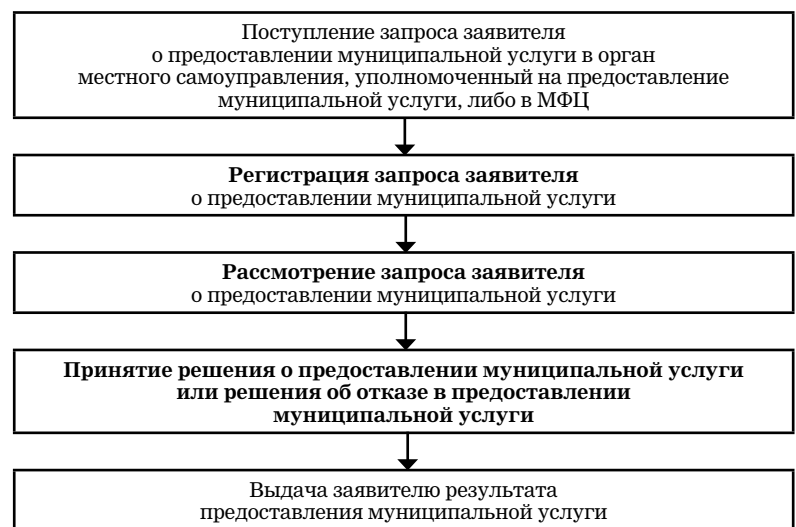 Поступление запроса заявителя
о предоставлении муниципальной услуги в орган
местного самоуправления, уполномоченный на предоставление
муниципальной услуги, либо в МФЦ
Регистрация запроса заявителя
о предоставлении муниципальной услуги
Рассмотрение запроса заявителя
о предоставлении муниципальной услуги
Принятие решения о предоставлении муниципальной услуги
или решения об отказе в предоставлении
муниципальной услуги
Выдача заявителю результата
предоставления муниципальной услуги